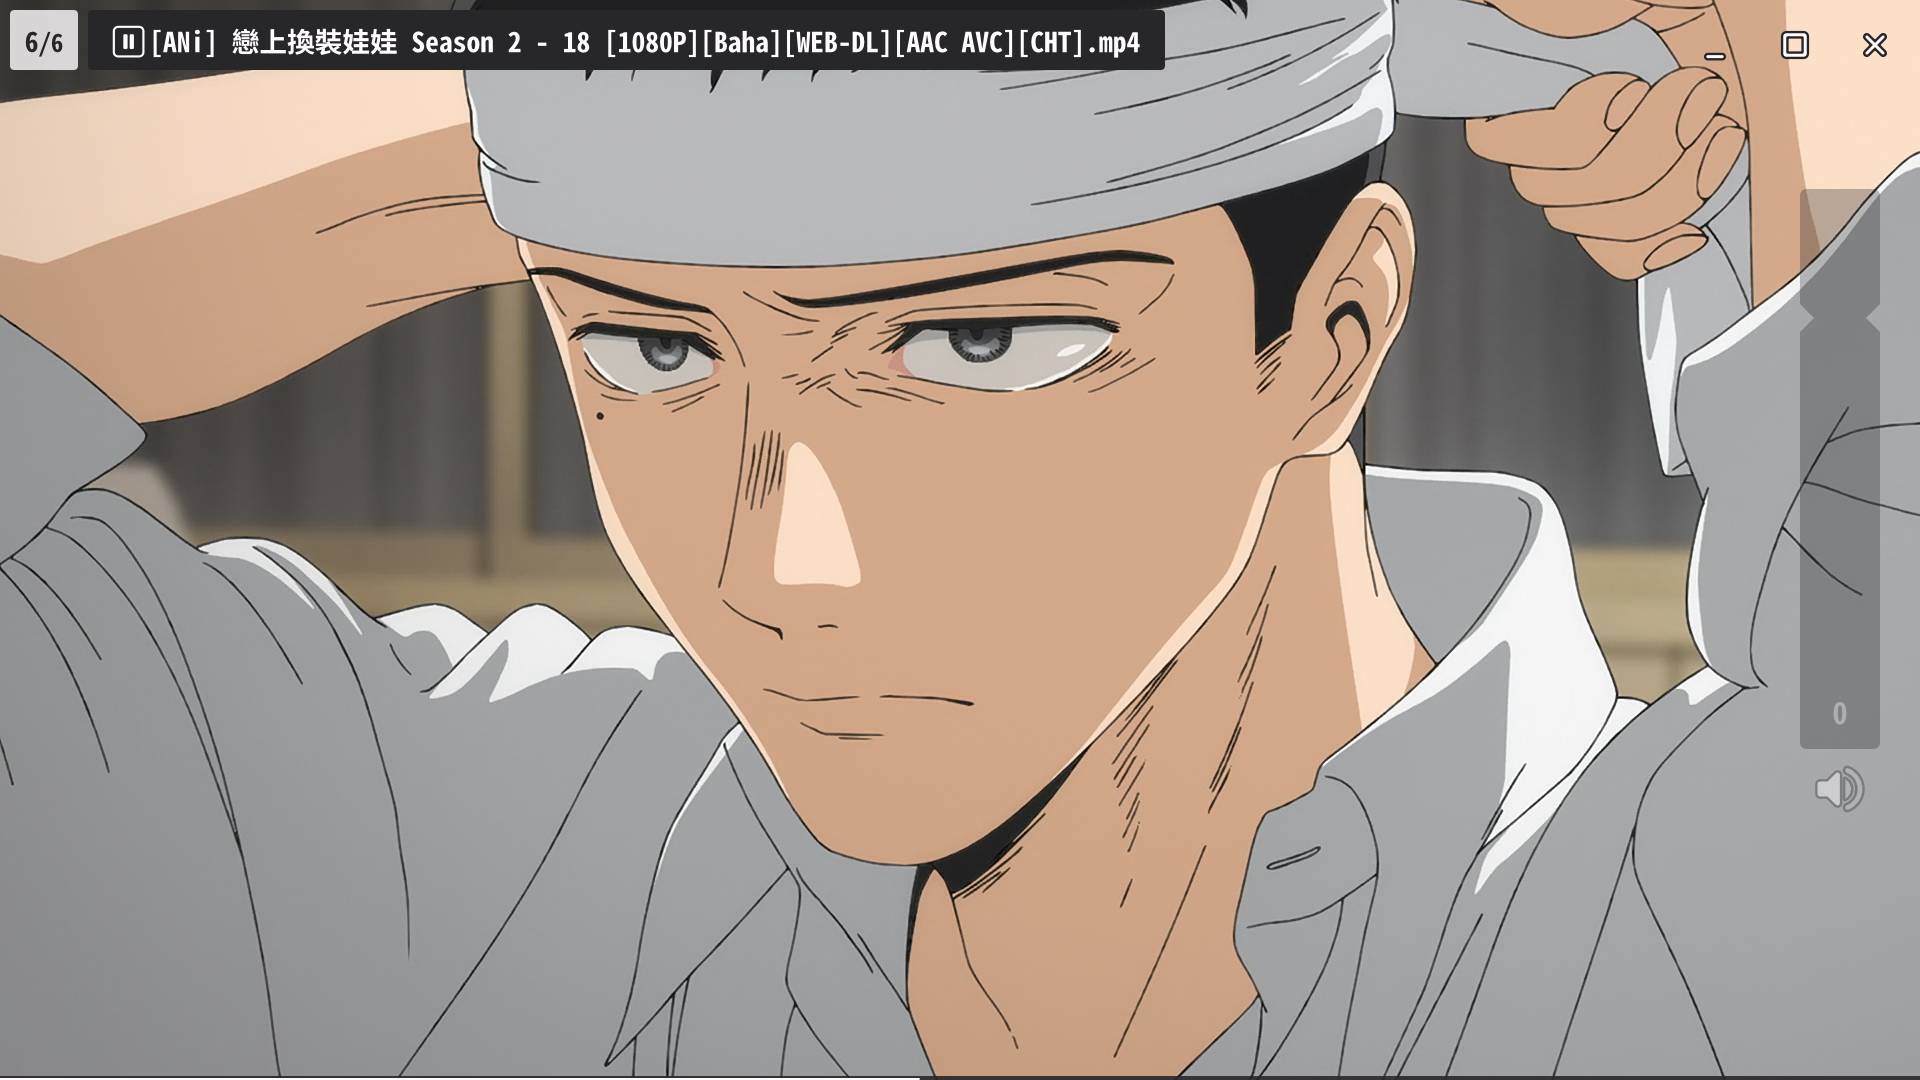 6/6
[ANi] 戀上換裝娃娃 Season 2 - 18 [1080P][Baha][WEB-DL][AAC AVC][CHT].mp4
0